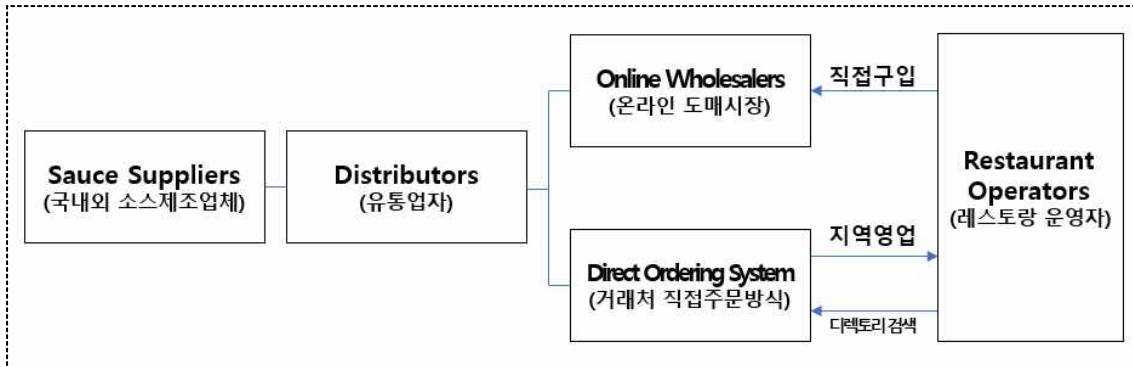 Sauce Suppliers
(국내외 소스제조업체)
Distributors
(유통업자)
Online Wholesalers
(온라인 도매시장)
Direct Ordering System
(거래처 직접주문방식)
직접구입
지역영업
디렉토리 검색
Restaurant
Operators
(레스토랑 운영자)